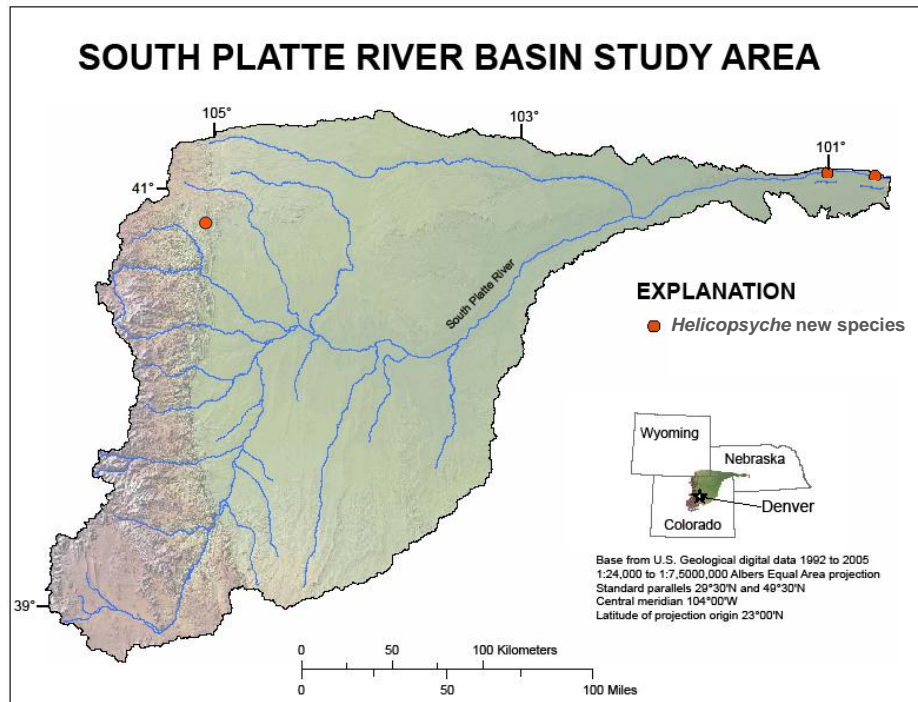 SOUTH PLATTE RIVER BASIN STUDY AREA
105°
103°
101°
41°
South Platte River
EXPLANATION
Helicopsyche new species
Wyoming
Nebraska
Denver
Colorado
Base from U.S. Geological digital data 1992 to 2005
1:24,000 to 1:7,5000,000 Albers Equal Area projection
Standard parallels 29°30'N and 49°30'N
Central meridian 104°00'W
Latitude of projection origin 23°00'N
39°
0 50 100 Kilometers
0 50 100 Miles